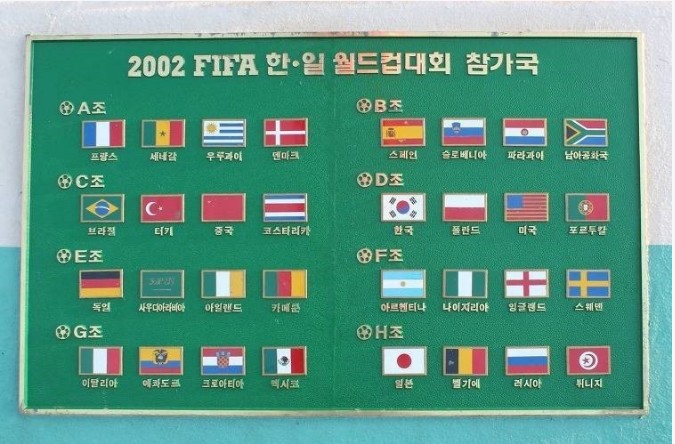 2002 FIFA 한·일 월드컵대회 참가국
A조
프랑스 세네갈 우루과이 덴마크
B조
스페인 슬로베니아 파라과이 남아공화국
C조
브라질 터키 중국 코스타리카
D조
한국 폴란드 미국 포르투칼
E조
독일 사우디아라비아 아일랜드 카메룬
F조
아르헨티나 나이지리아 잉글랜드 스웨덴
G조
이탈리아 에콰도르 크로아티아 멕시코
H조
일본 벨기에 러시아 튀니지